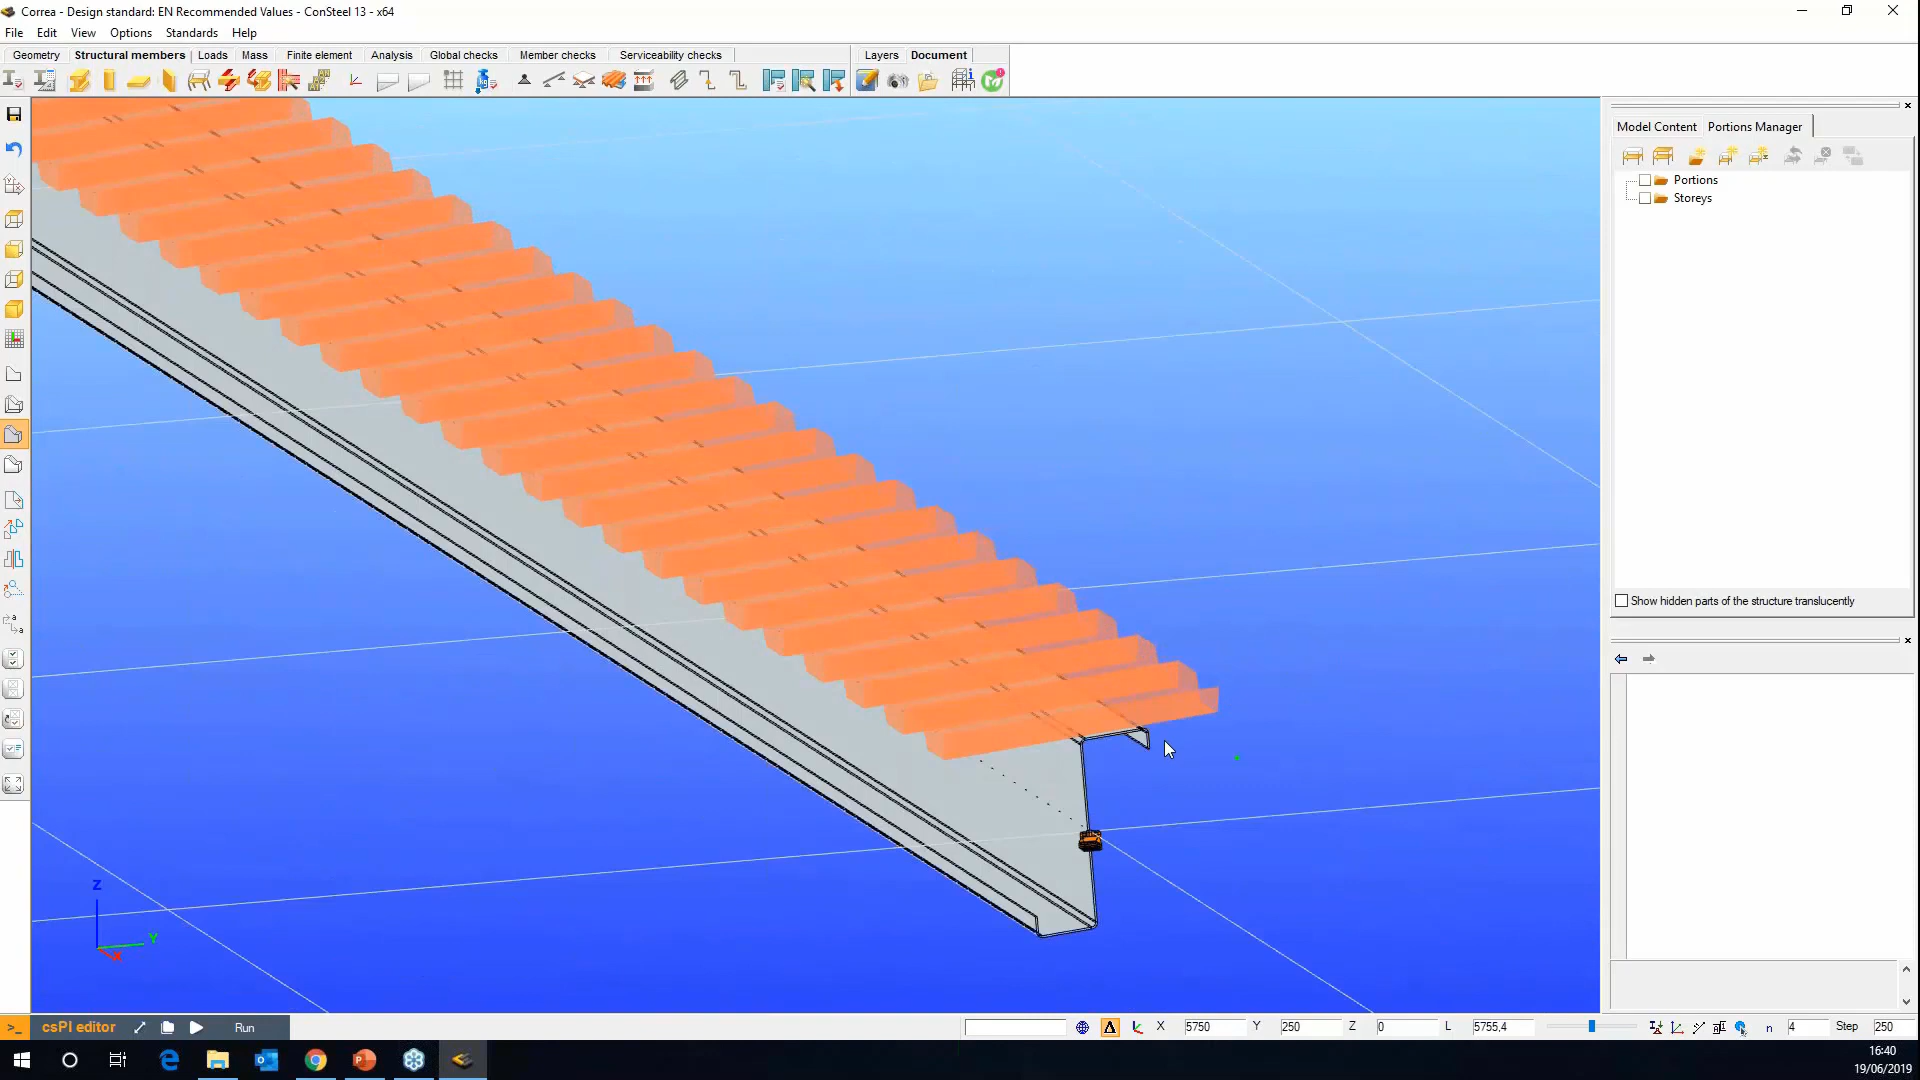 Correa - Design standard: EN Recommended Values - ConSteel 13 - x64
File Edit View Options Standards Help
Geometry Structural members Loads Mass Finite element Analysis Global checks Member checks Serviceability checks Layers Document
Model Content Portions Manager
Portions
Storeys
Show hidden parts of the structure translucently
Z
Y
X
>_ csPI editor Run
X 5750 Y 250 Z 0 L 5755,4 n 4 Step 250
16:40
19/06/2019